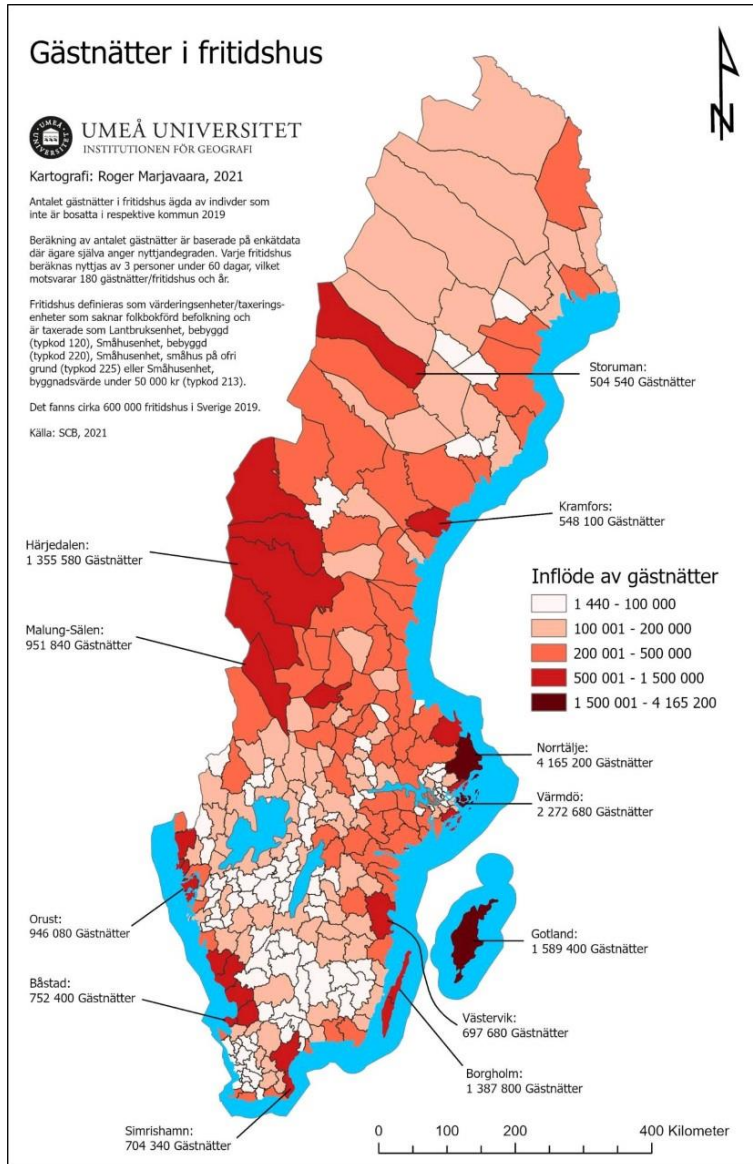 Gästnätter i fritidshus
UMEÅ UNIVERSITET
INSTITUTIONEN FÖR GEOGRAFI
Kartografi: Roger Marjavaara, 2021
Antalet gästnätter i fritidshus ägda av indivder som
inte är bosatta i respektive kommun 2019
Beräkning av antalet gästnätter är baserade på enkätdata
där ägare själva anger nyttjandegraden. Varje fritidshus
beräknas nyttjas av 3 personer under 60 dagar, vilket
motsvarar 180 gästnätter/fritidshus och år.
Fritidshus definieras som värderingsenheter/taxerings-
enheter som saknar folkbokförd befolkning och
är taxerade som Lantbruksenhet, bebyggd
(typkod 120), Småhusenhet, bebyggd
(typkod 220), Småhusenhet, småhus på ofri
grund (typkod 225) eller Småhusenhet,
byggnadsvärde under 50 000 kr (typkod 213).
Det fanns cirka 600 000 fritidshus i Sverige 2019.
Källa: SCB, 2021
N
Storuman:
504 540 Gästnätter
Kramfors:
548 100 Gästnätter
Härjedalen:
1 355 580 Gästnätter
Malung-Sälen:
951 840 Gästnätter
Inflöde av gästnätter
1 440 - 100 000
100 001 - 200 000
200 001 - 500 000
500 001 - 1 500 000
1 500 001 - 4 165 200
Norrtälje:
4 165 200 Gästnätter
Värmdö:
2 272 680 Gästnätter
Orust:
946 080 Gästnätter
Gotland:
1 589 400 Gästnätter
Båstad:
752 400 Gästnätter
Västervik:
697 680 Gästnätter
Borgholm:
1 387 800 Gästnätter
Simrishamn:
704 340 Gästnätter
0 100 200 400 Kilometer